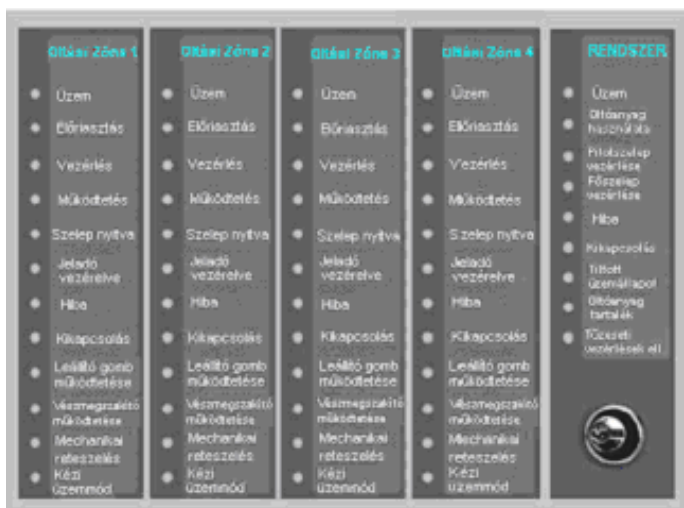 Oltási Zóna 1
Üzem
Előriasztás
Vezérlés
Működtetés
Szelep nyitva
Jeladó
vezérelve
Hiba
Kikapcsolás
Leállító gomb
működtetése
Vészmegszakító
működtetése
Mechanikai
reteszelés
Kézi
üzemmód
Oltási Zóna 2
Üzem
Előriasztás
Vezérlés
Működtetés
Szelep nyitva
Jeladó
vezérelve
Hiba
Kikapcsolás
Leállító gomb
működtetése
Vészmegszakító
működtetése
Mechanikai
reteszelés
Kézi
üzemmód
Oltási Zóna 3
Üzem
Előriasztás
Vezérlés
Működtetés
Szelep nyitva
Jeladó
vezérelve
Hiba
Kikapcsolás
Leállító gomb
működtetése
Vészmegszakító
működtetése
Mechanikai
reteszelés
Kézi
üzemmód
Oltási Zóna 4
Üzem
Előriasztás
Vezérlés
Működtetés
Szelep nyitva
Jeladó
vezérelve
Hiba
Kikapcsolás
Leállító gomb
működtetése
Vészmegszakító
működtetése
Mechanikai
reteszelés
Kézi
üzemmód
RENDSZER
Üzem
Oltóanyag
használata
Pilotszelep
vezérlése
Főszelep
vezérlése
Hiba
Kikapcsolás
Tiltott
üzemállapot
Oltóanyag
tartalék
Tűzeseti
vezérlések ell